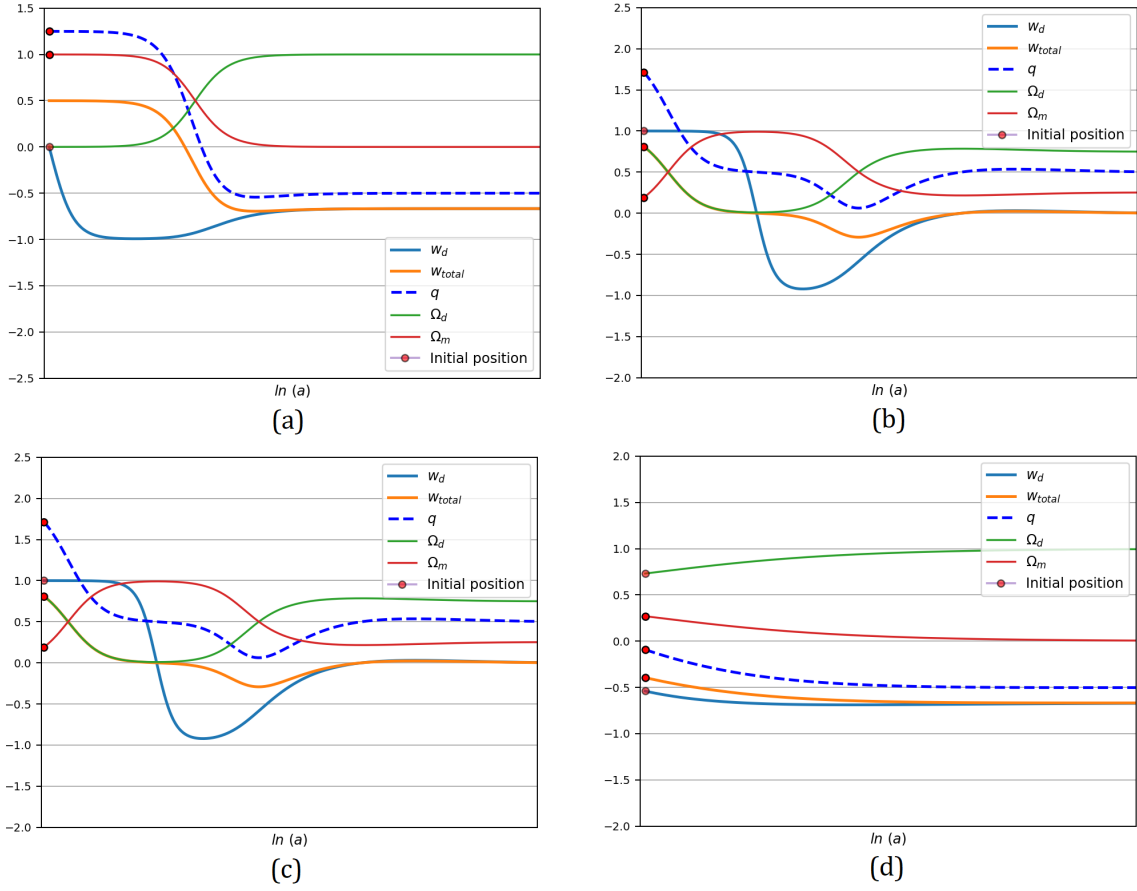 1.5
1.0
0.5
0.0
−0.5
−1.0
−1.5
−2.0
−2.5
w_d
w_total
q
Ω_d
Ω_m
Initial position
ln (a)
(a)
2.5
2.0
1.5
1.0
0.5
0.0
−0.5
−1.0
−1.5
−2.0
w_d
w_total
q
Ω_d
Ω_m
Initial position
ln (a)
(b)
2.5
2.0
1.5
1.0
0.5
0.0
−0.5
−1.0
−1.5
−2.0
w_d
w_total
q
Ω_d
Ω_m
Initial position
ln (a)
(c)
2.0
1.5
1.0
0.5
0.0
−0.5
−1.0
−1.5
−2.0
w_d
w_total
q
Ω_d
Ω_m
Initial position
ln (a)
(d)